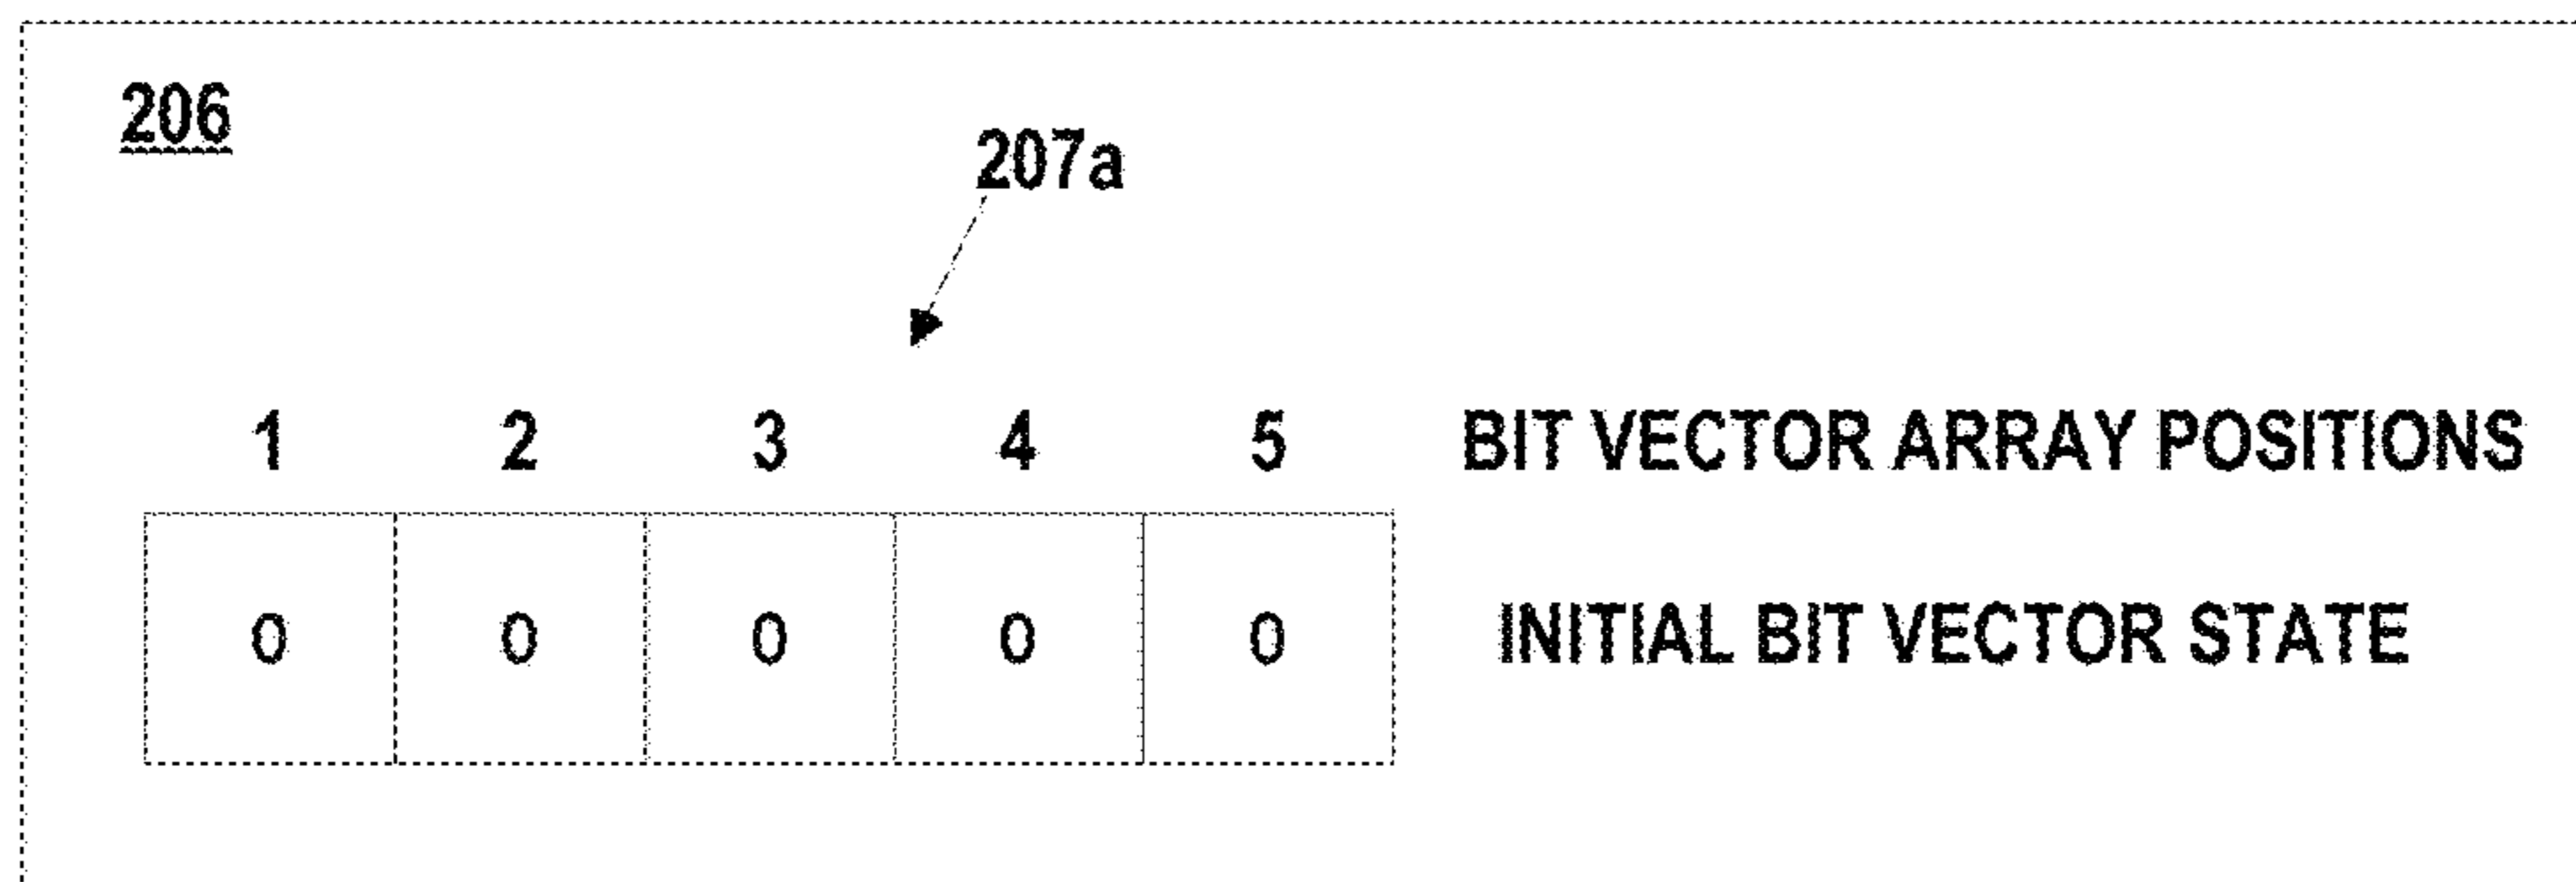 206
207a
1 2 3 4 5 BIT VECTOR ARRAY POSITIONS
0 0 0 0 0 INITIAL BIT VECTOR STATE